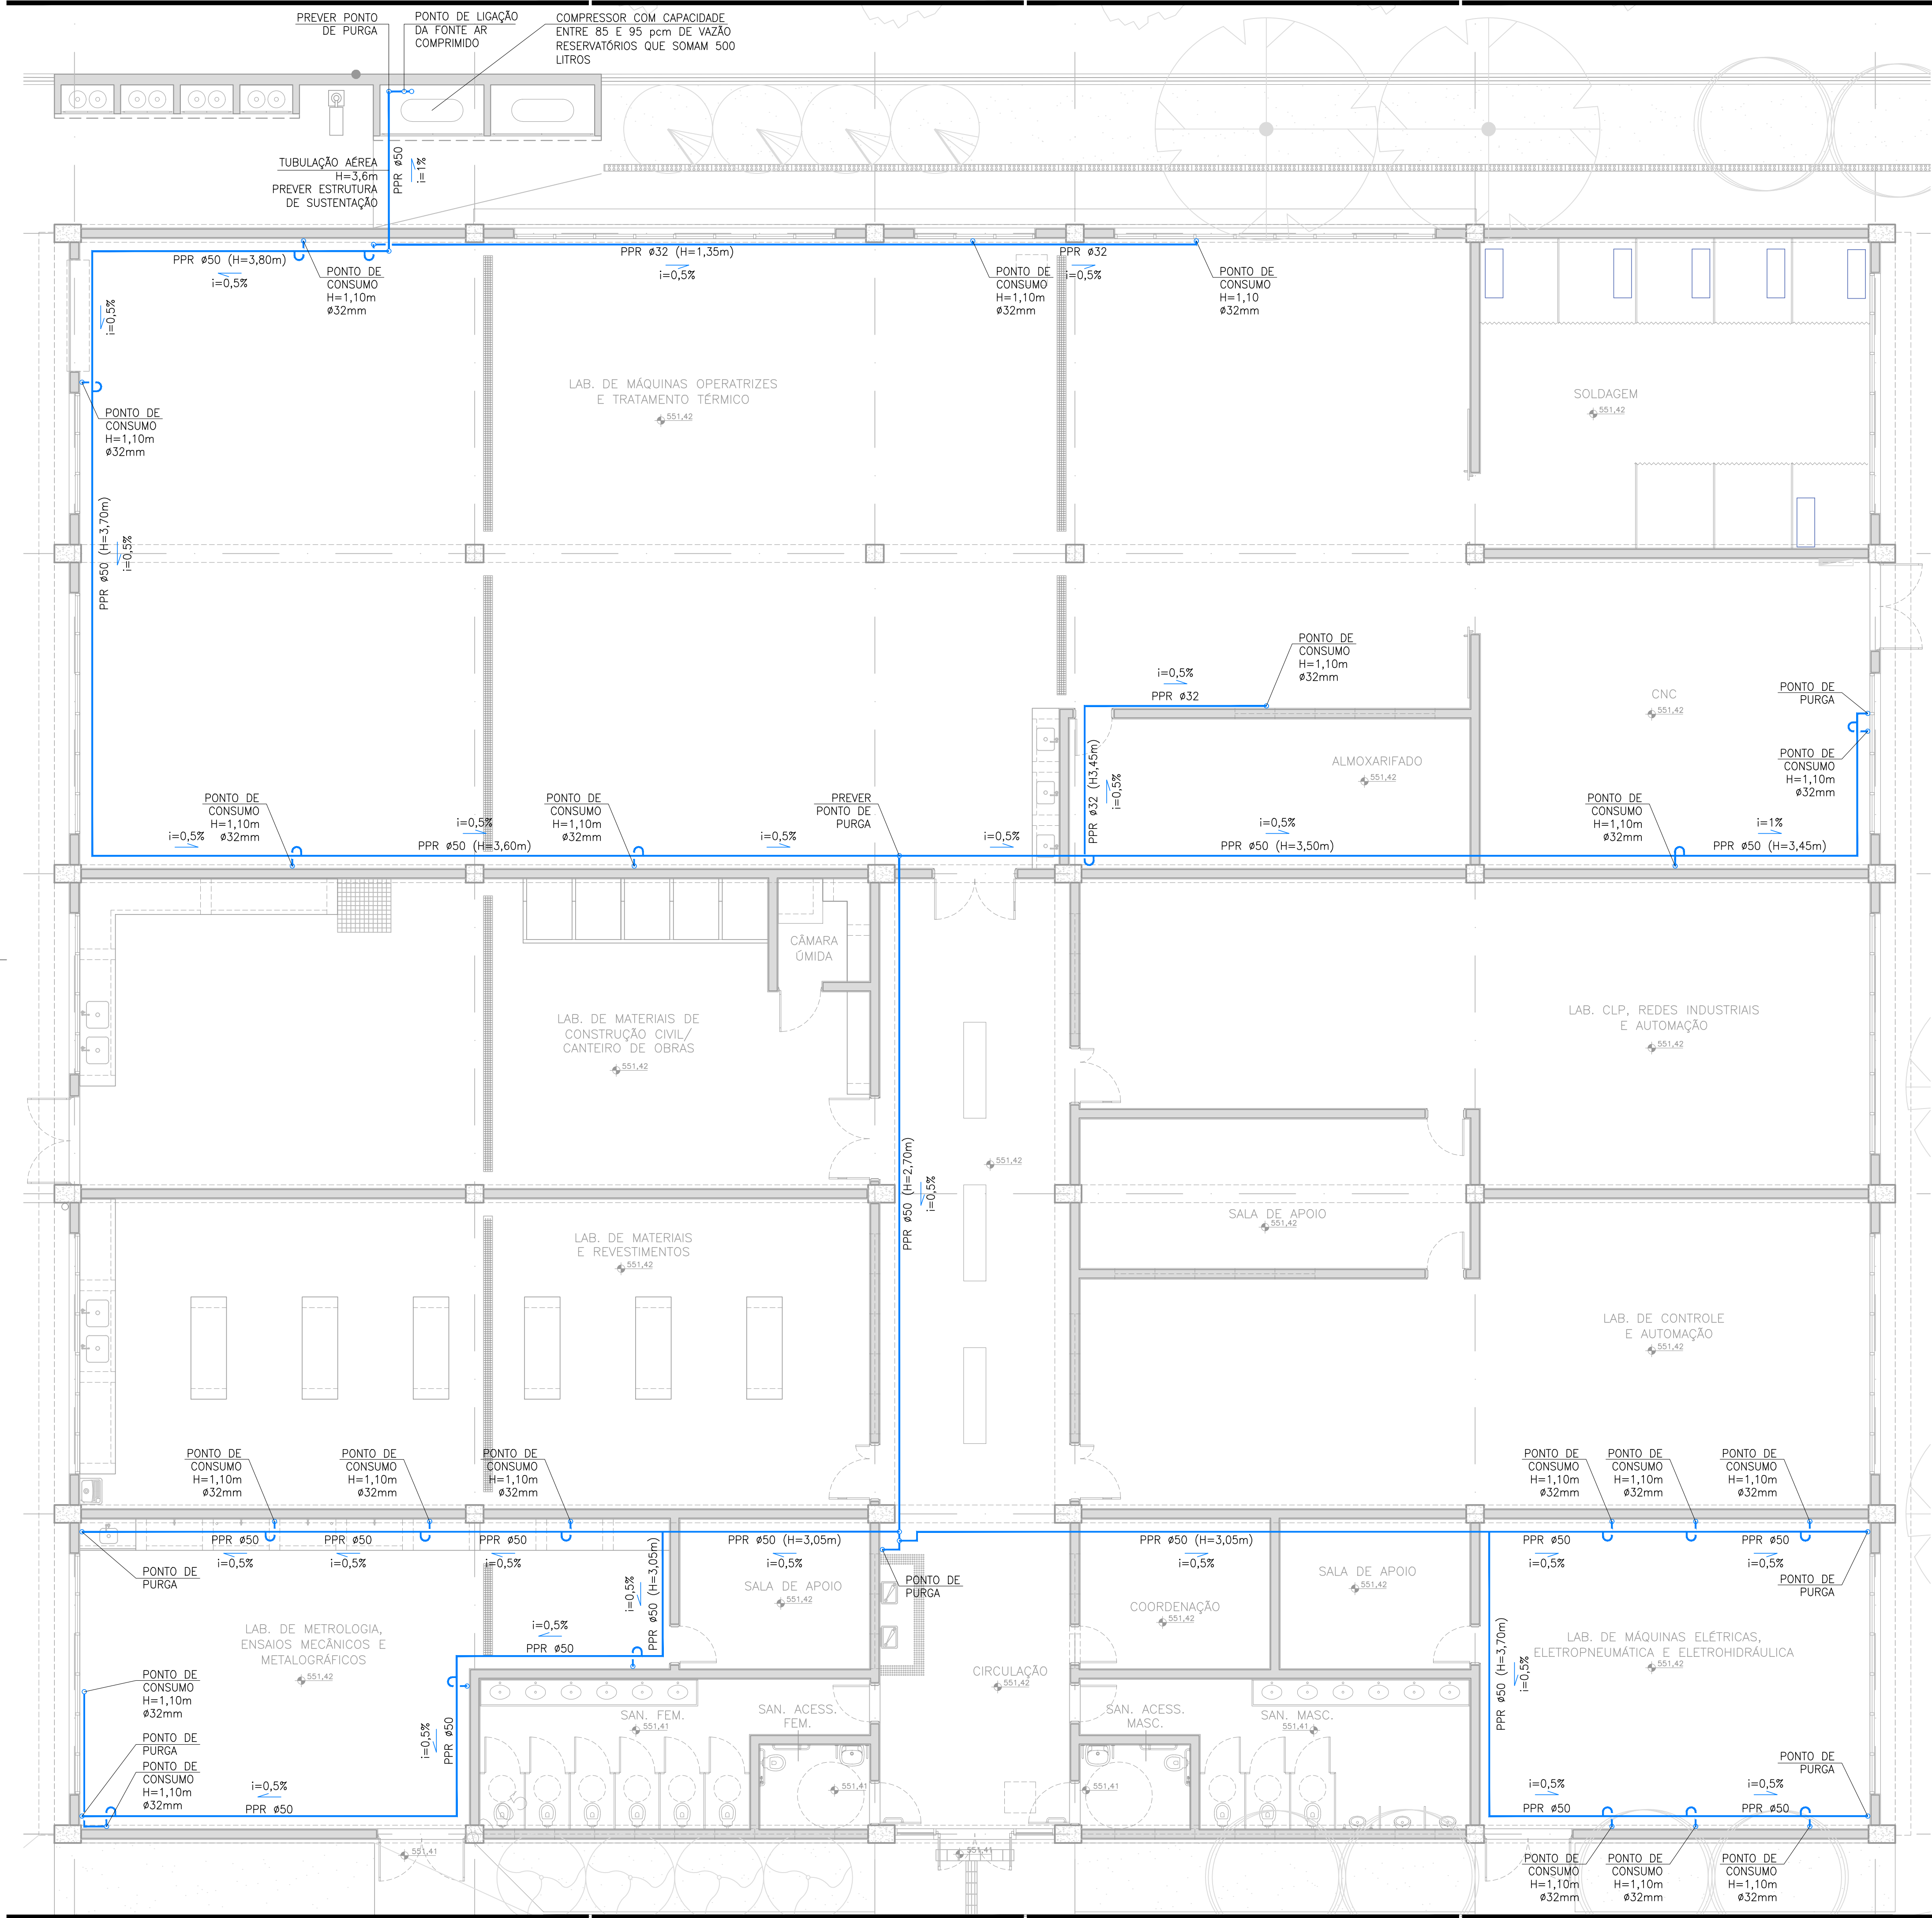 PREVER PONTO
DE PURGA
PONTO DE LIGAÇÃO
DA FONTE AR
COMPRIMIDO
COMPRESSOR COM CAPACIDADE
ENTRE 85 E 95 pcm DE VAZÃO
RESERVATÓRIOS QUE SOMAM 500
LITROS
TUBULAÇÃO AÉREA
H=3,6m
PREVER ESTRUTURA
DE SUSTENTAÇÃO
PPR ø50
i=1%
PPR ø50 (H=3,80m)
i=0,5%
PONTO DE
CONSUMO
H=1,10m
ø32mm
PPR ø32 (H=1,35m)
i=0,5%
PONTO DE
CONSUMO
H=1,10m
ø32mm
PPR ø32
i=0,5%
PONTO DE
CONSUMO
H=1,10
ø32mm
i=0,5%
PONTO DE
CONSUMO
H=1,10m
ø32mm
LAB. DE MÁQUINAS OPERATRIZES
E TRATAMENTO TÉRMICO
551,42
SOLDAGEM
551,42
PPR ø50 (H=3,70m)
i=0,5%
PONTO DE
CONSUMO
H=1,10m
ø32mm
i=0,5%
PPR ø32
CNC
551,42
PONTO DE
PURGA
PONTO DE
CONSUMO
H=1,10m
ø32mm
ALMOXARIFADO
551,42
PPR ø32 (H3,45m)
i=0,5%
PONTO DE
CONSUMO
H=1,10m
ø32mm
i=0,5%
i=0,5%
PPR ø50 (H=3,60m)
PONTO DE
CONSUMO
H=1,10m
ø32mm
i=0,5%
PREVER
PONTO DE
PURGA
i=0,5%
i=0,5%
PPR ø50 (H=3,50m)
PONTO DE
CONSUMO
H=1,10m
ø32mm
i=1%
PPR ø50 (H=3,45m)
CÂMARA
ÚMIDA
LAB. DE MATERIAIS DE
CONSTRUÇÃO CIVIL/
CANTEIRO DE OBRAS
551,42
LAB. CLP, REDES INDUSTRIAIS
E AUTOMAÇÃO
551,42
551,42
PPR ø50 (H=2,70m)
i=0,5%
SALA DE APOIO
551,42
LAB. DE MATERIAIS
E REVESTIMENTOS
551,42
LAB. DE CONTROLE
E AUTOMAÇÃO
551,42
PONTO DE
CONSUMO
H=1,10m
ø32mm
PONTO DE
CONSUMO
H=1,10m
ø32mm
PONTO DE
CONSUMO
H=1,10m
ø32mm
PONTO DE
CONSUMO
H=1,10m
ø32mm
PONTO DE
CONSUMO
H=1,10m
ø32mm
PONTO DE
CONSUMO
H=1,10m
ø32mm
PPR ø50
i=0,5%
PPR ø50
i=0,5%
PPR ø50
i=0,5%
PPR ø50 (H=3,05m)
i=0,5%
PPR ø50 (H=3,05m)
i=0,5%
PPR ø50
i=0,5%
PPR ø50
i=0,5%
PONTO DE
PURGA
i=0,5%
PPR ø50 (H=3,05m)
SALA DE APOIO
551,42
PONTO DE
PURGA
COORDENAÇÃO
551,42
SALA DE APOIO
551,42
PONTO DE
PURGA
LAB. DE METROLOGIA,
ENSAIOS MECÂNICOS E
METALOGRÁFICOS
551,42
i=0,5%
PPR ø50
CIRCULAÇÃO
551,42
LAB. DE MÁQUINAS ELÉTRICAS,
ELETROPNEUMÁTICA E ELETROHIDRÁULICA
551,42
PPR ø50 (H=3,70m)
i=0,5%
PONTO DE
CONSUMO
H=1,10m
ø32mm
PONTO DE
PURGA
PONTO DE
CONSUMO
H=1,10m
ø32mm
i=0,5%
PPR ø50
i=0,5%
PPR ø50
SAN. FEM.
551,41
SAN. ACESS.
FEM.
551,41
SAN. ACESS.
MASC.
551,41
SAN. MASC.
551,41
PONTO DE
PURGA
i=0,5%
PPR ø50
i=0,5%
PPR ø50
551,41
551,41
PONTO DE
CONSUMO
H=1,10m
ø32mm
PONTO DE
CONSUMO
H=1,10m
ø32mm
PONTO DE
CONSUMO
H=1,10m
ø32mm